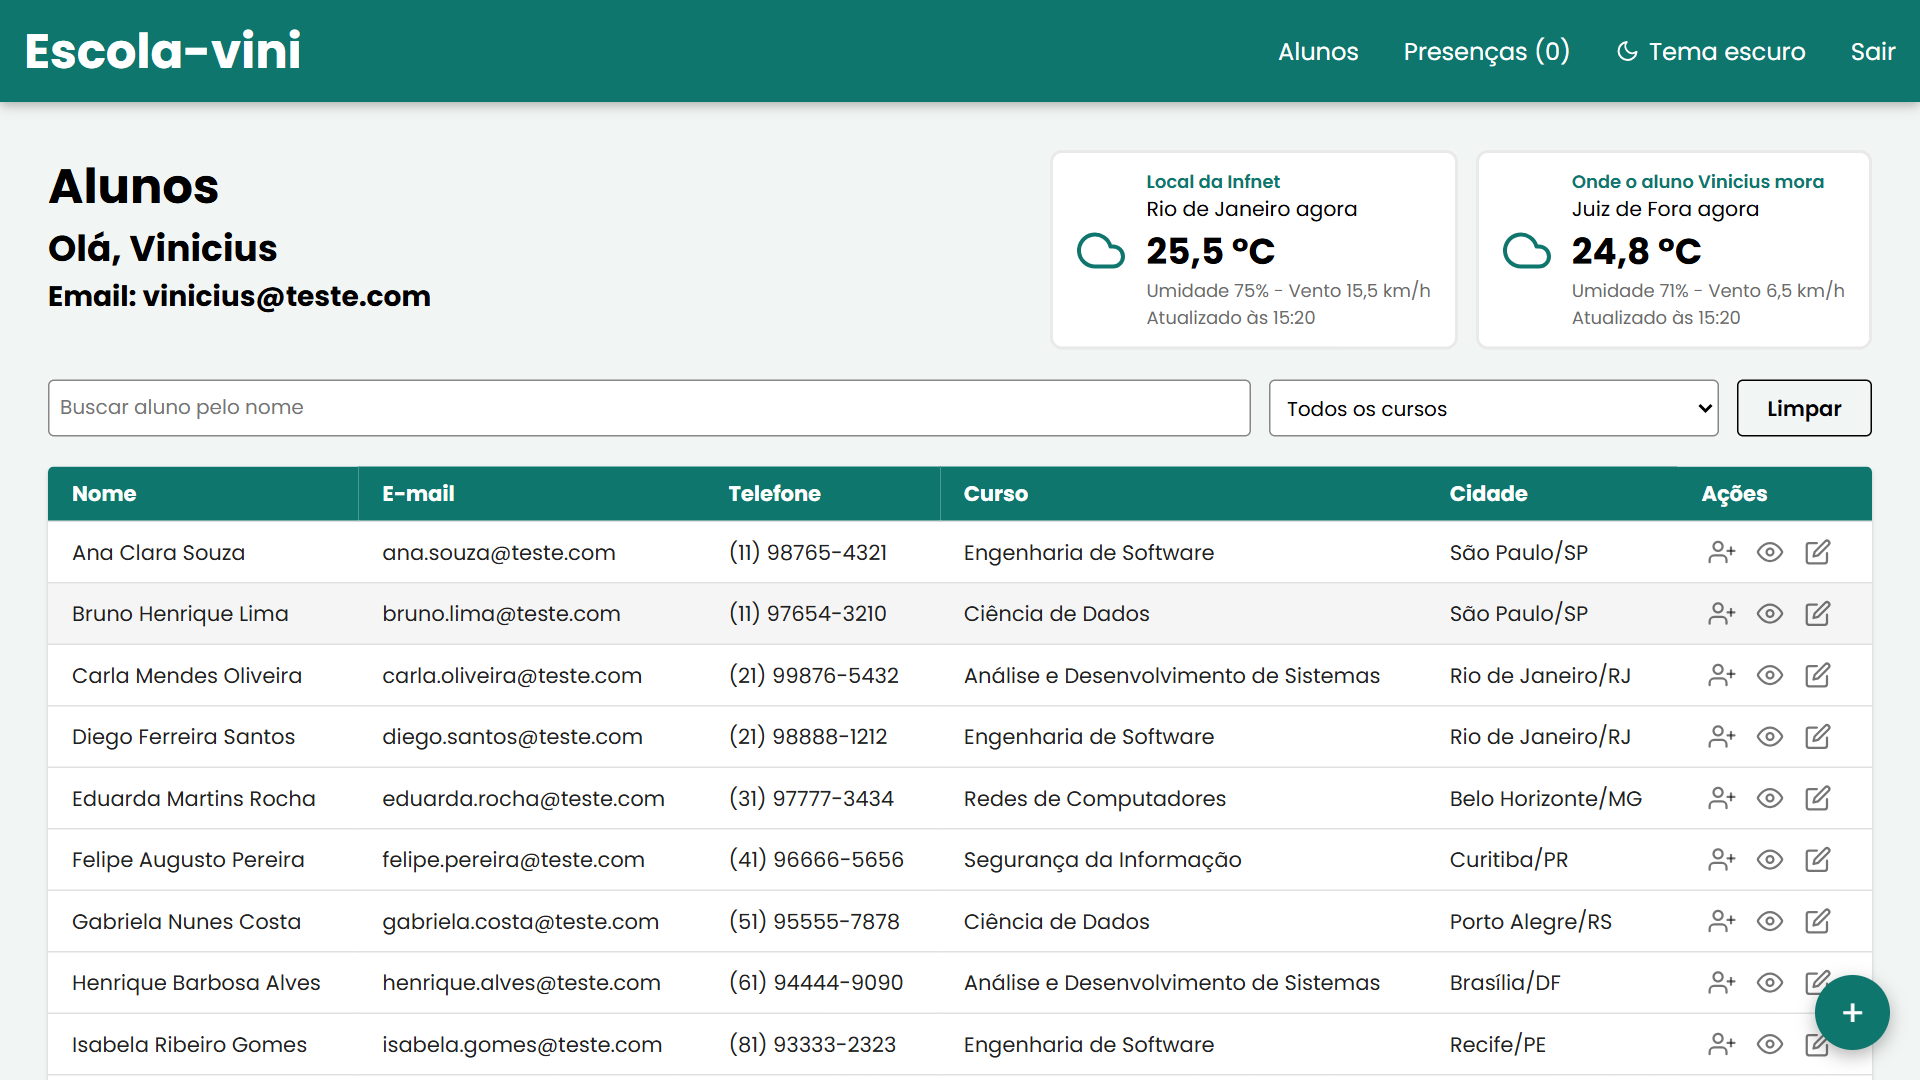 Escola-vini
Alunos Presenças (0) Tema escuro Sair
Alunos
Olá, Vinicius
Email: vinicius@teste.com
Local da Infnet
Rio de Janeiro agora
25,5 °C
Umidade 75% - Vento 15,5 km/h
Atualizado às 15:20
Onde o aluno Vinicius mora
Juiz de Fora agora
24,8 °C
Umidade 71% - Vento 6,5 km/h
Atualizado às 15:20
Buscar aluno pelo nome Todos os cursos Limpar
Nome E-mail Telefone Curso Cidade Ações
Ana Clara Souza ana.souza@teste.com (11) 98765-4321 Engenharia de Software São Paulo/SP
Bruno Henrique Lima bruno.lima@teste.com (11) 97654-3210 Ciência de Dados São Paulo/SP
Carla Mendes Oliveira carla.oliveira@teste.com (21) 99876-5432 Análise e Desenvolvimento de Sistemas Rio de Janeiro/RJ
Diego Ferreira Santos diego.santos@teste.com (21) 98888-1212 Engenharia de Software Rio de Janeiro/RJ
Eduarda Martins Rocha eduarda.rocha@teste.com (31) 97777-3434 Redes de Computadores Belo Horizonte/MG
Felipe Augusto Pereira felipe.pereira@teste.com (41) 96666-5656 Segurança da Informação Curitiba/PR
Gabriela Nunes Costa gabriela.costa@teste.com (51) 95555-7878 Ciência de Dados Porto Alegre/RS
Henrique Barbosa Alves henrique.alves@teste.com (61) 94444-9090 Análise e Desenvolvimento de Sistemas Brasília/DF
Isabela Ribeiro Gomes isabela.gomes@teste.com (81) 93333-2323 Engenharia de Software Recife/PE
+